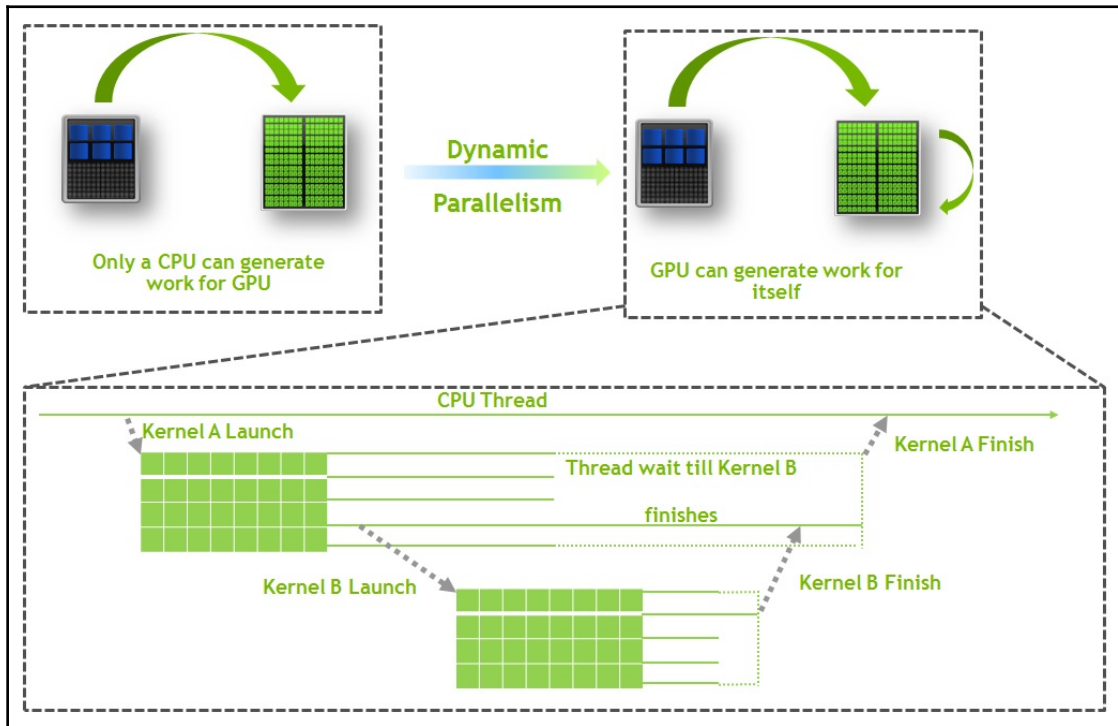 Only a CPU can generate
work for GPU
Dynamic
Parallelism
GPU can generate work for
itself
CPU Thread
Kernel A Launch
Kernel A Finish
Thread wait till Kernel B
finishes
Kernel B Launch
Kernel B Finish